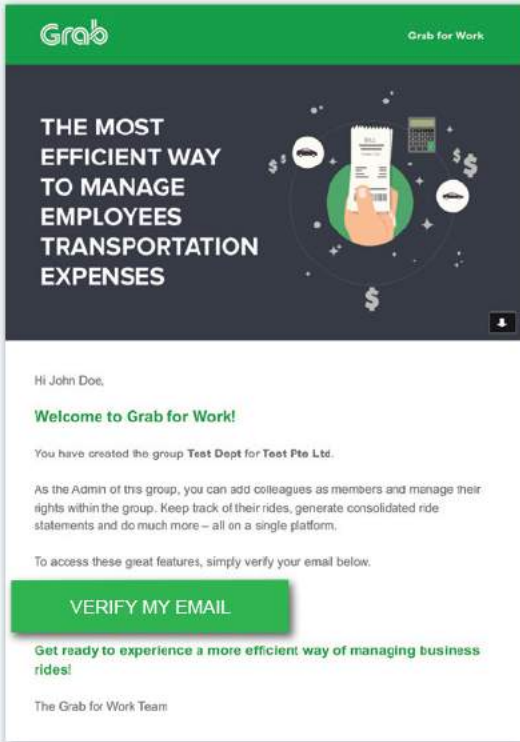 Grab
Grab for Work
THE MOST
EFFICIENT WAY
TO MANAGE
EMPLOYEES
TRANSPORTATION
EXPENSES
BILL
Hi John Doe,
Welcome to Grab for Work!
You have created the group Test Dept for Test Pte Ltd.
As the Admin of this group, you can add colleagues as members and manage their
rights within the group. Keep track of their rides, generate consolidated ride
statements and do much more – all on a single platform.
To access these great features, simply verify your email below.
VERIFY MY EMAIL
Get ready to experience a more efficient way of managing business
rides!
The Grab for Work Team